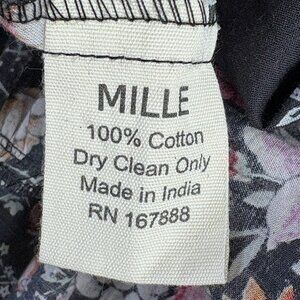 MILLE
100% Cotton
Dry Clean Only
Made in India
RN 167888